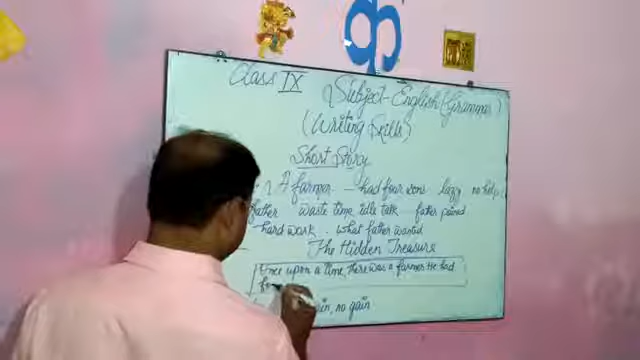 Class IX Subject-English (Grammar)
(Writing Skills)
Short Story
A farmer - had four sons lazy no help
father waste time idle talk - father pained
hard work. what father wanted
The Hidden Treasure
Once upon a time, there was a farmer. He had
no gain
क